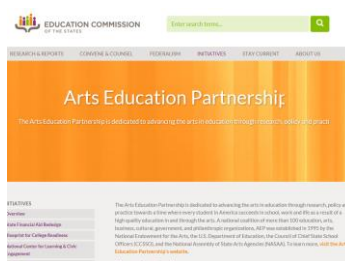 EDUCATION COMMISSION
OF THE STATES
Enter search terms...
RESEARCH & REPORTS CONVENE & COUNSEL FEDERALISM INITIATIVES STAY CURRENT ABOUT US
Arts Education Partnership
The Arts Education Partnership is dedicated to advancing the arts in education through research, policy and practi
ITIATIVES
Overview
State Financial Aid Redesign
Blueprint for College Readiness
National Center for Learning & Civic
Engagement
The Arts Education Partnership is dedicated to advancing the arts in education through research, policy a
practice towards a time when every student in America succeeds in school, work and life as a result of a
high quality education in and through the arts. A national coalition of more than 100 education, arts,
business, cultural, government, and philanthropic organizations, AEP was established in 1995 by the
National Endowment for the Arts, the U.S. Department of Education, the Council of Chief State School
Officers (CCSSO), and the National Assembly of State Arts Agencies (NASAA). To learn more, visit the Art
Education Partnership's website.